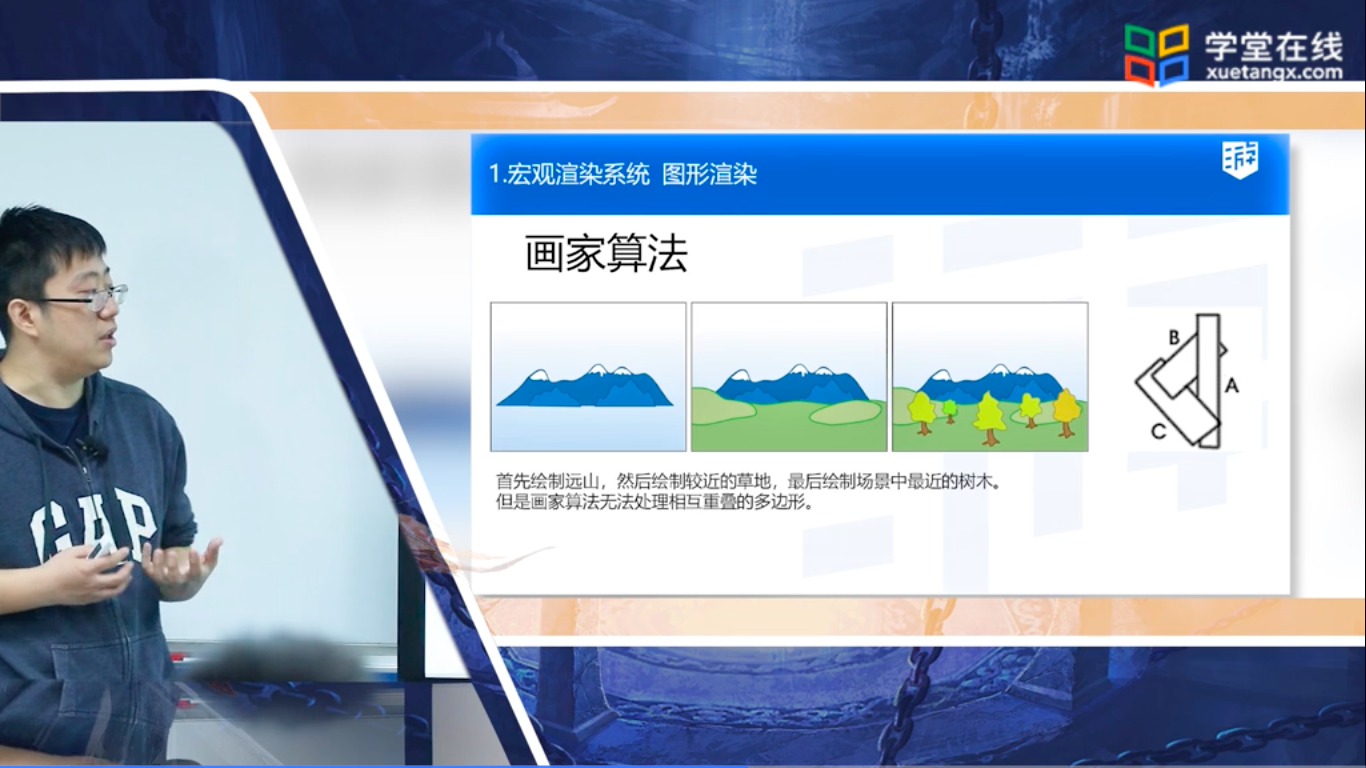 学堂在线
xuetangx.com
1.宏观渲染系统 图形渲染
游
画家算法
B
A
C
首先绘制远山，然后绘制较近的草地，最后绘制场景中最近的树木。
但是画家算法无法处理相互重叠的多边形。
GAP